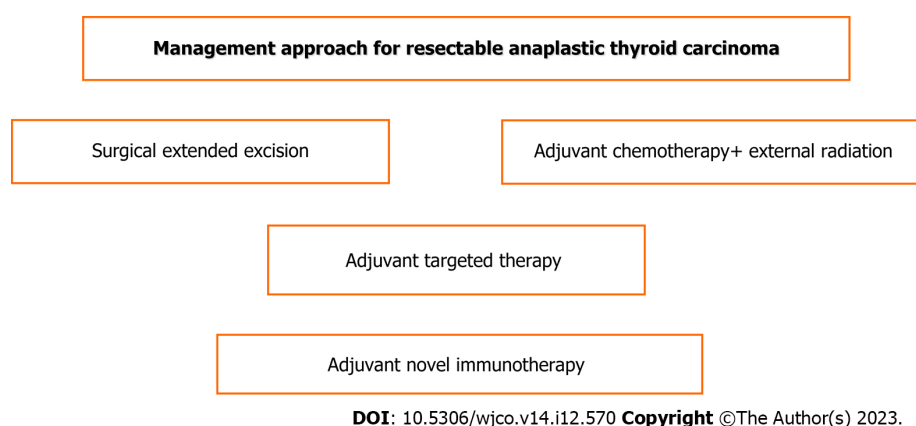 Management approach for resectable anaplastic thyroid carcinoma
Surgical extended excision
Adjuvant chemotherapy+ external radiation
Adjuvant targeted therapy
Adjuvant novel immunotherapy
DOI: 10.5306/wjco.v14.i12.570 Copyright ©The Author(s) 2023.